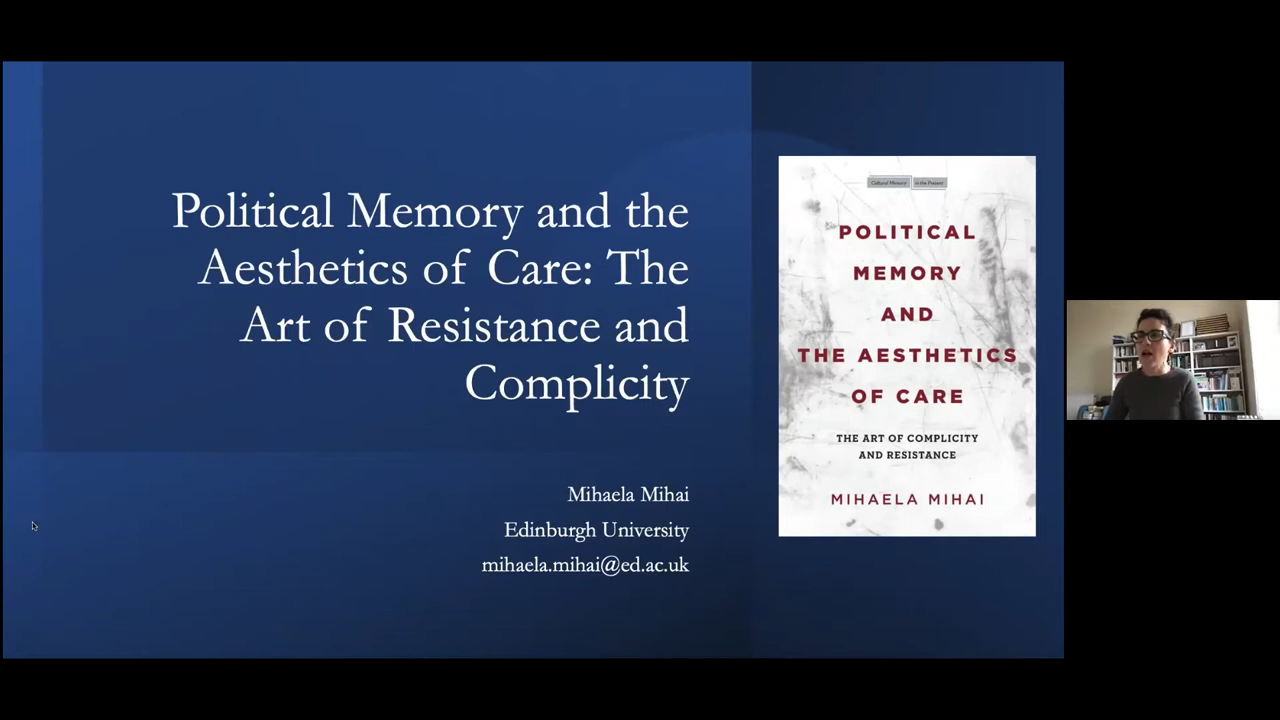 Political Memory and the
Aesthetics of Care: The
Art of Resistance and
Complicity
Mihaela Mihai
Edinburgh University
mihaela.mihai@ed.ac.uk
Cultural Memory in the Present
POLITICAL
MEMORY
AND
THE AESTHETICS
OF CARE
THE ART OF COMPLICITY
AND RESISTANCE
MIHAELA MIHAI